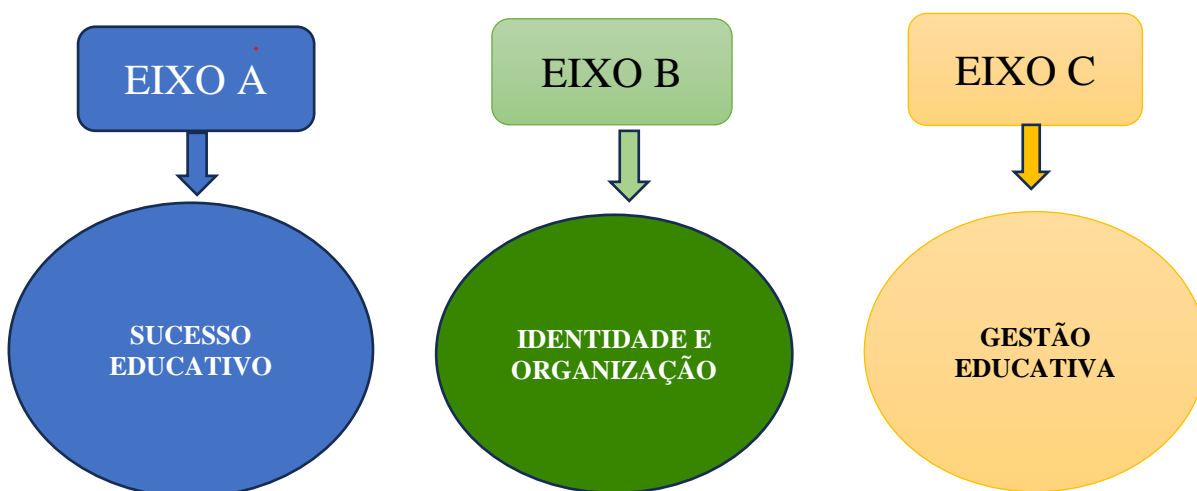 EIXO A
EIXO B
EIXO C
SUCESSO
EDUCATIVO
IDENTIDADE E
ORGANIZAÇÃO
GESTÃO
EDUCATIVA